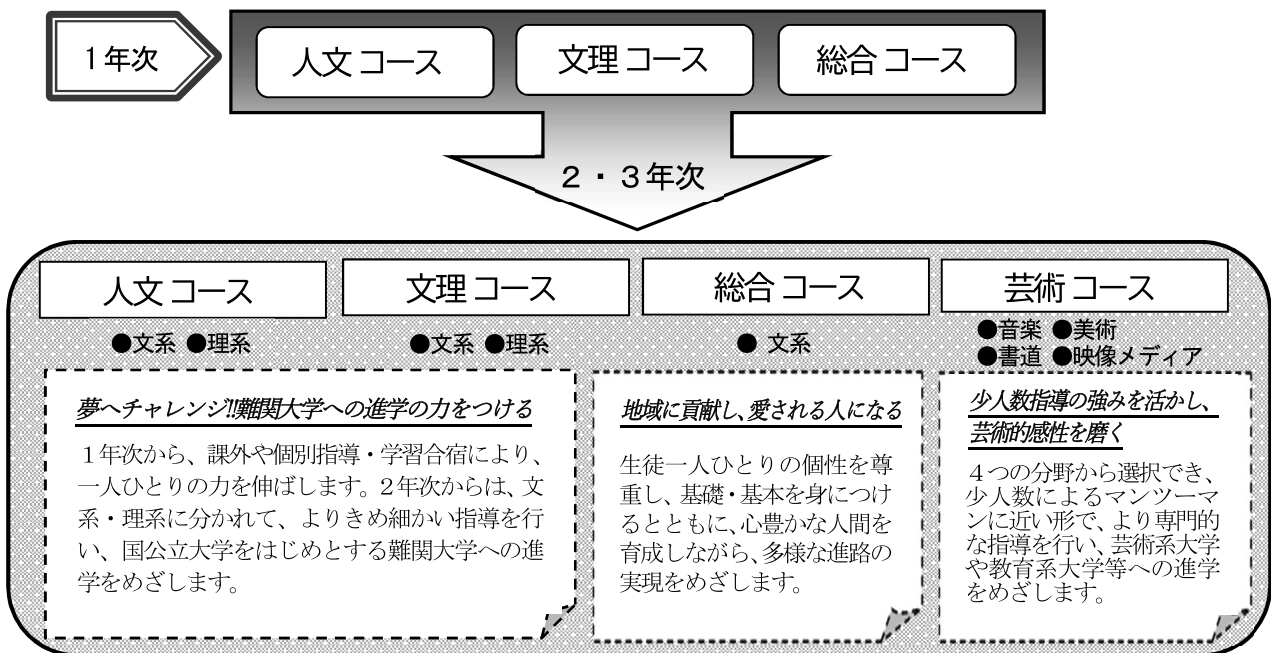 1年次
人文コース
文理コース
総合コース
2・3年次
人文コース
文理コース
総合コース
芸術コース
●文系 ●理系
●文系 ●理系
● 文系
●音楽 ●美術
●書道 ●映像メディア
夢へチャレンジ!!難関大学への進学の力をつける
1年次から、課外や個別指導・学習合宿により、
一人ひとりの力を伸ばします。2年次からは、文
系・理系に分かれて、よりきめ細かい指導を行
い、国公立大学をはじめとする難関大学への進
学をめざします。
地域に貢献し、愛される人になる
生徒一人ひとりの個性を尊
重し、基礎・基本を身につけ
るとともに、心豊かな人間を
育成しながら、多様な進路の
実現をめざします。
少人数指導の強みを活かし、
芸術的感性を磨く
4つの分野から選択でき、
少人数によるマンツーマ
ンに近い形で、より専門的
な指導を行い、芸術系大学
や教育系大学等への進学
をめざします。